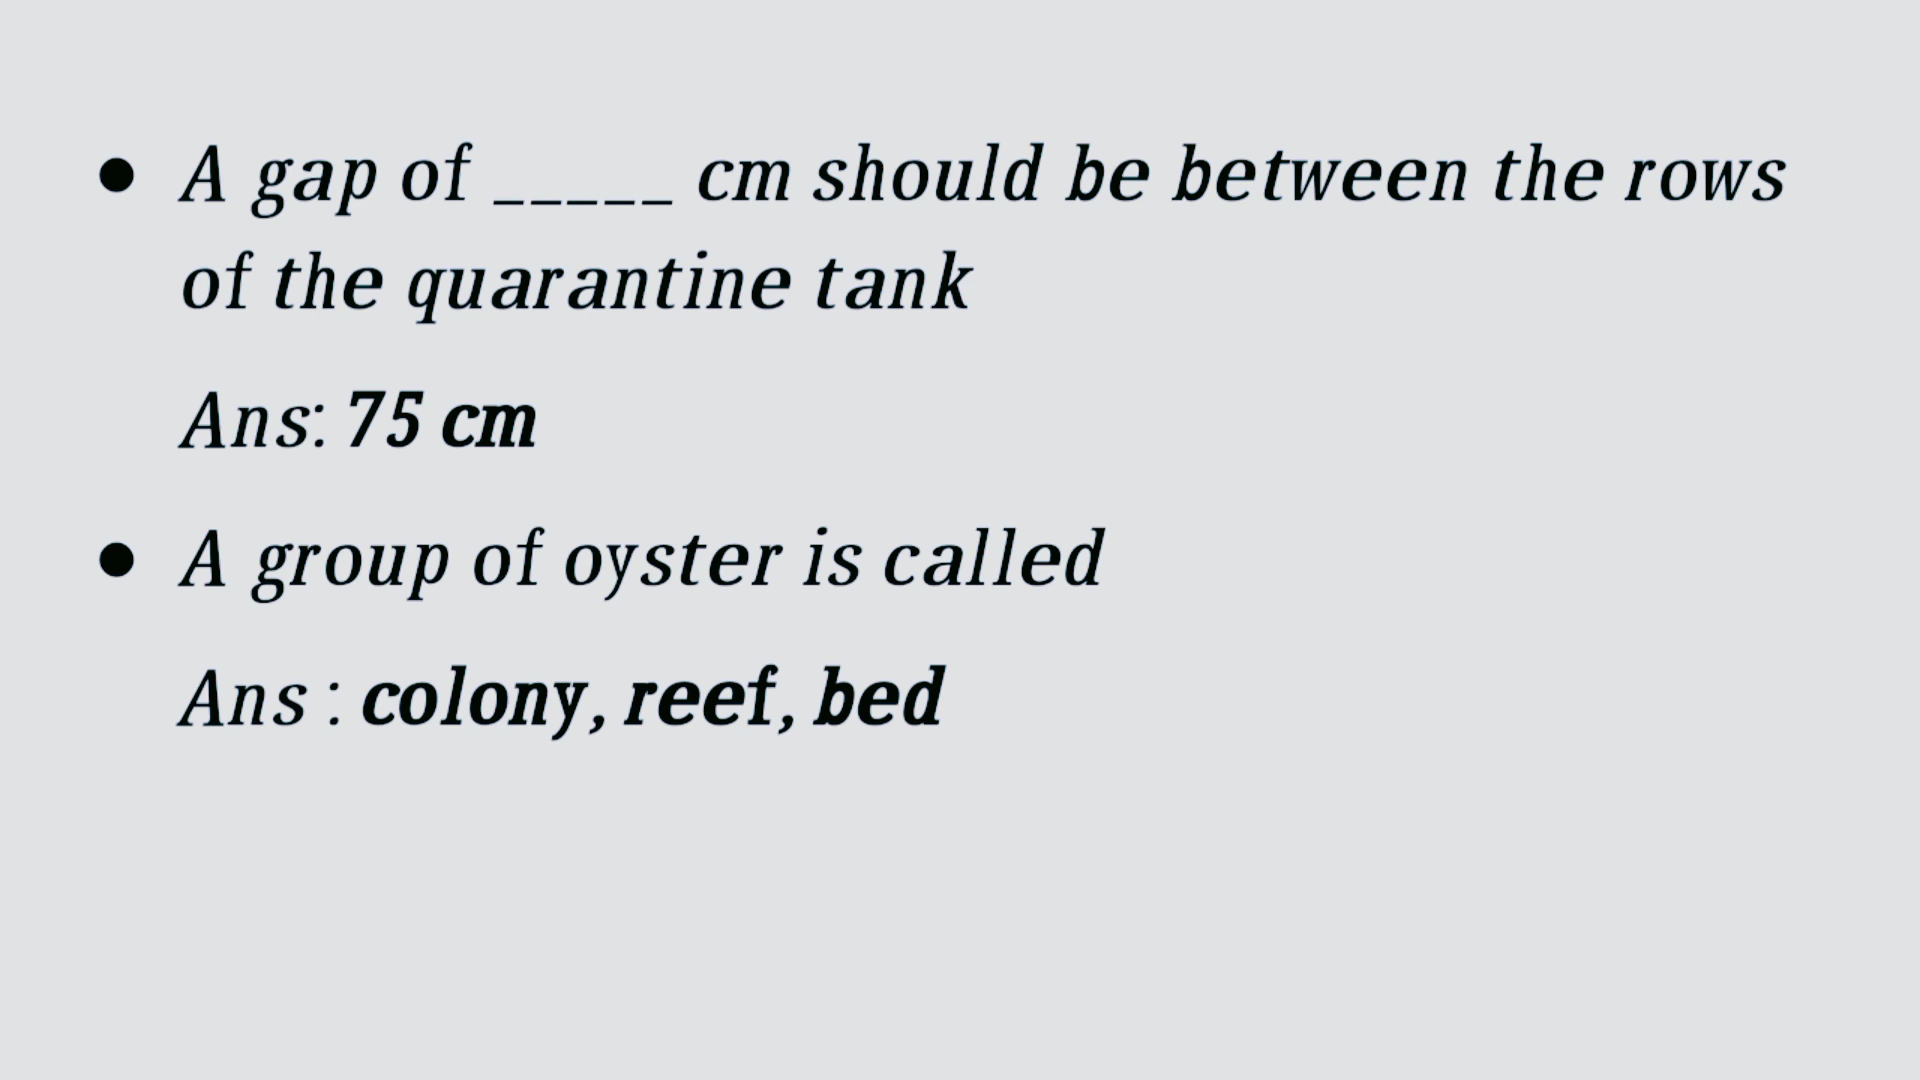 ● A gap of _____ cm should be between the rows
of the quarantine tank
Ans: 75 cm
● A group of oyster is called
Ans : colony, reef, bed